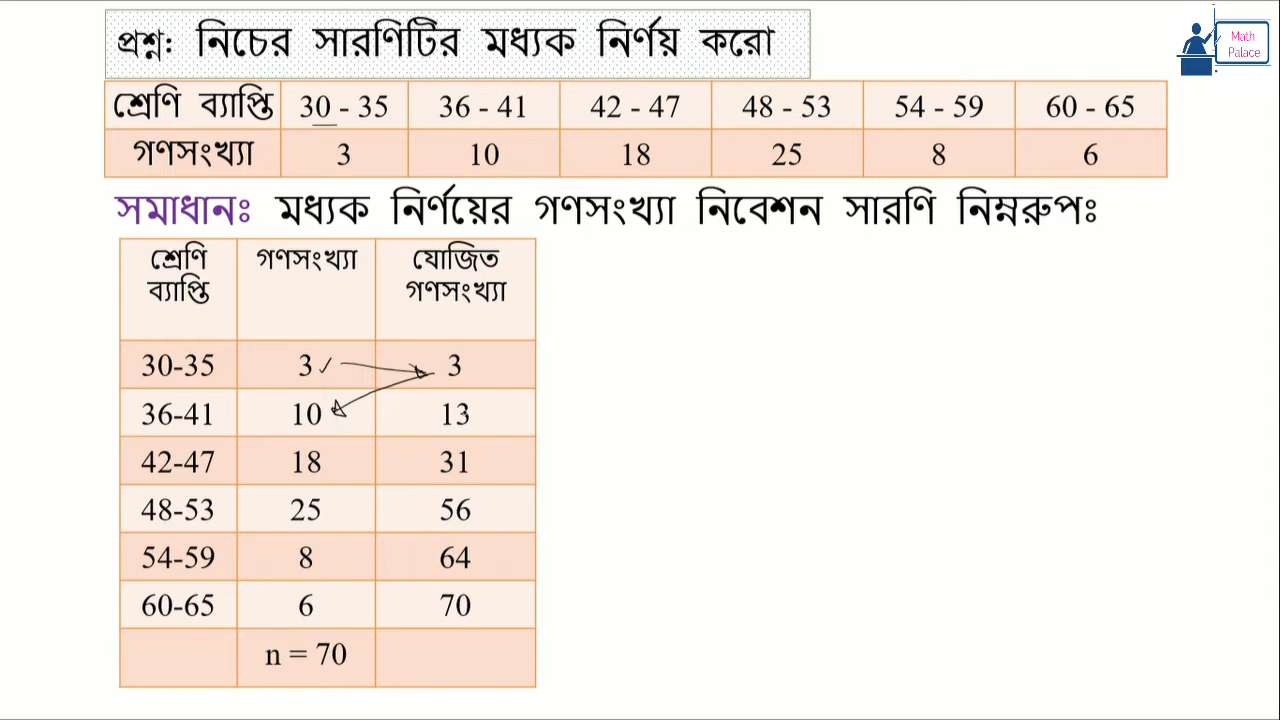 প্রশ্ন: নিচের সারণিটির মধ্যক নির্ণয় করো
Math
Palace
শ্রেণি ব্যাপ্তি 30 - 35 36 - 41 42 - 47 48 - 53 54 - 59 60 - 65
গণসংখ্যা 3 10 18 25 8 6
সমাধানঃ মধ্যক নির্ণয়ের গণসংখ্যা নিবেশন সারণি নিম্নরুপঃ
শ্রেণি গণসংখ্যা যোজিত
ব্যাপ্তি গণসংখ্যা
30-35 3 3
36-41 10 13
42-47 18 31
48-53 25 56
54-59 8 64
60-65 6 70
n = 70